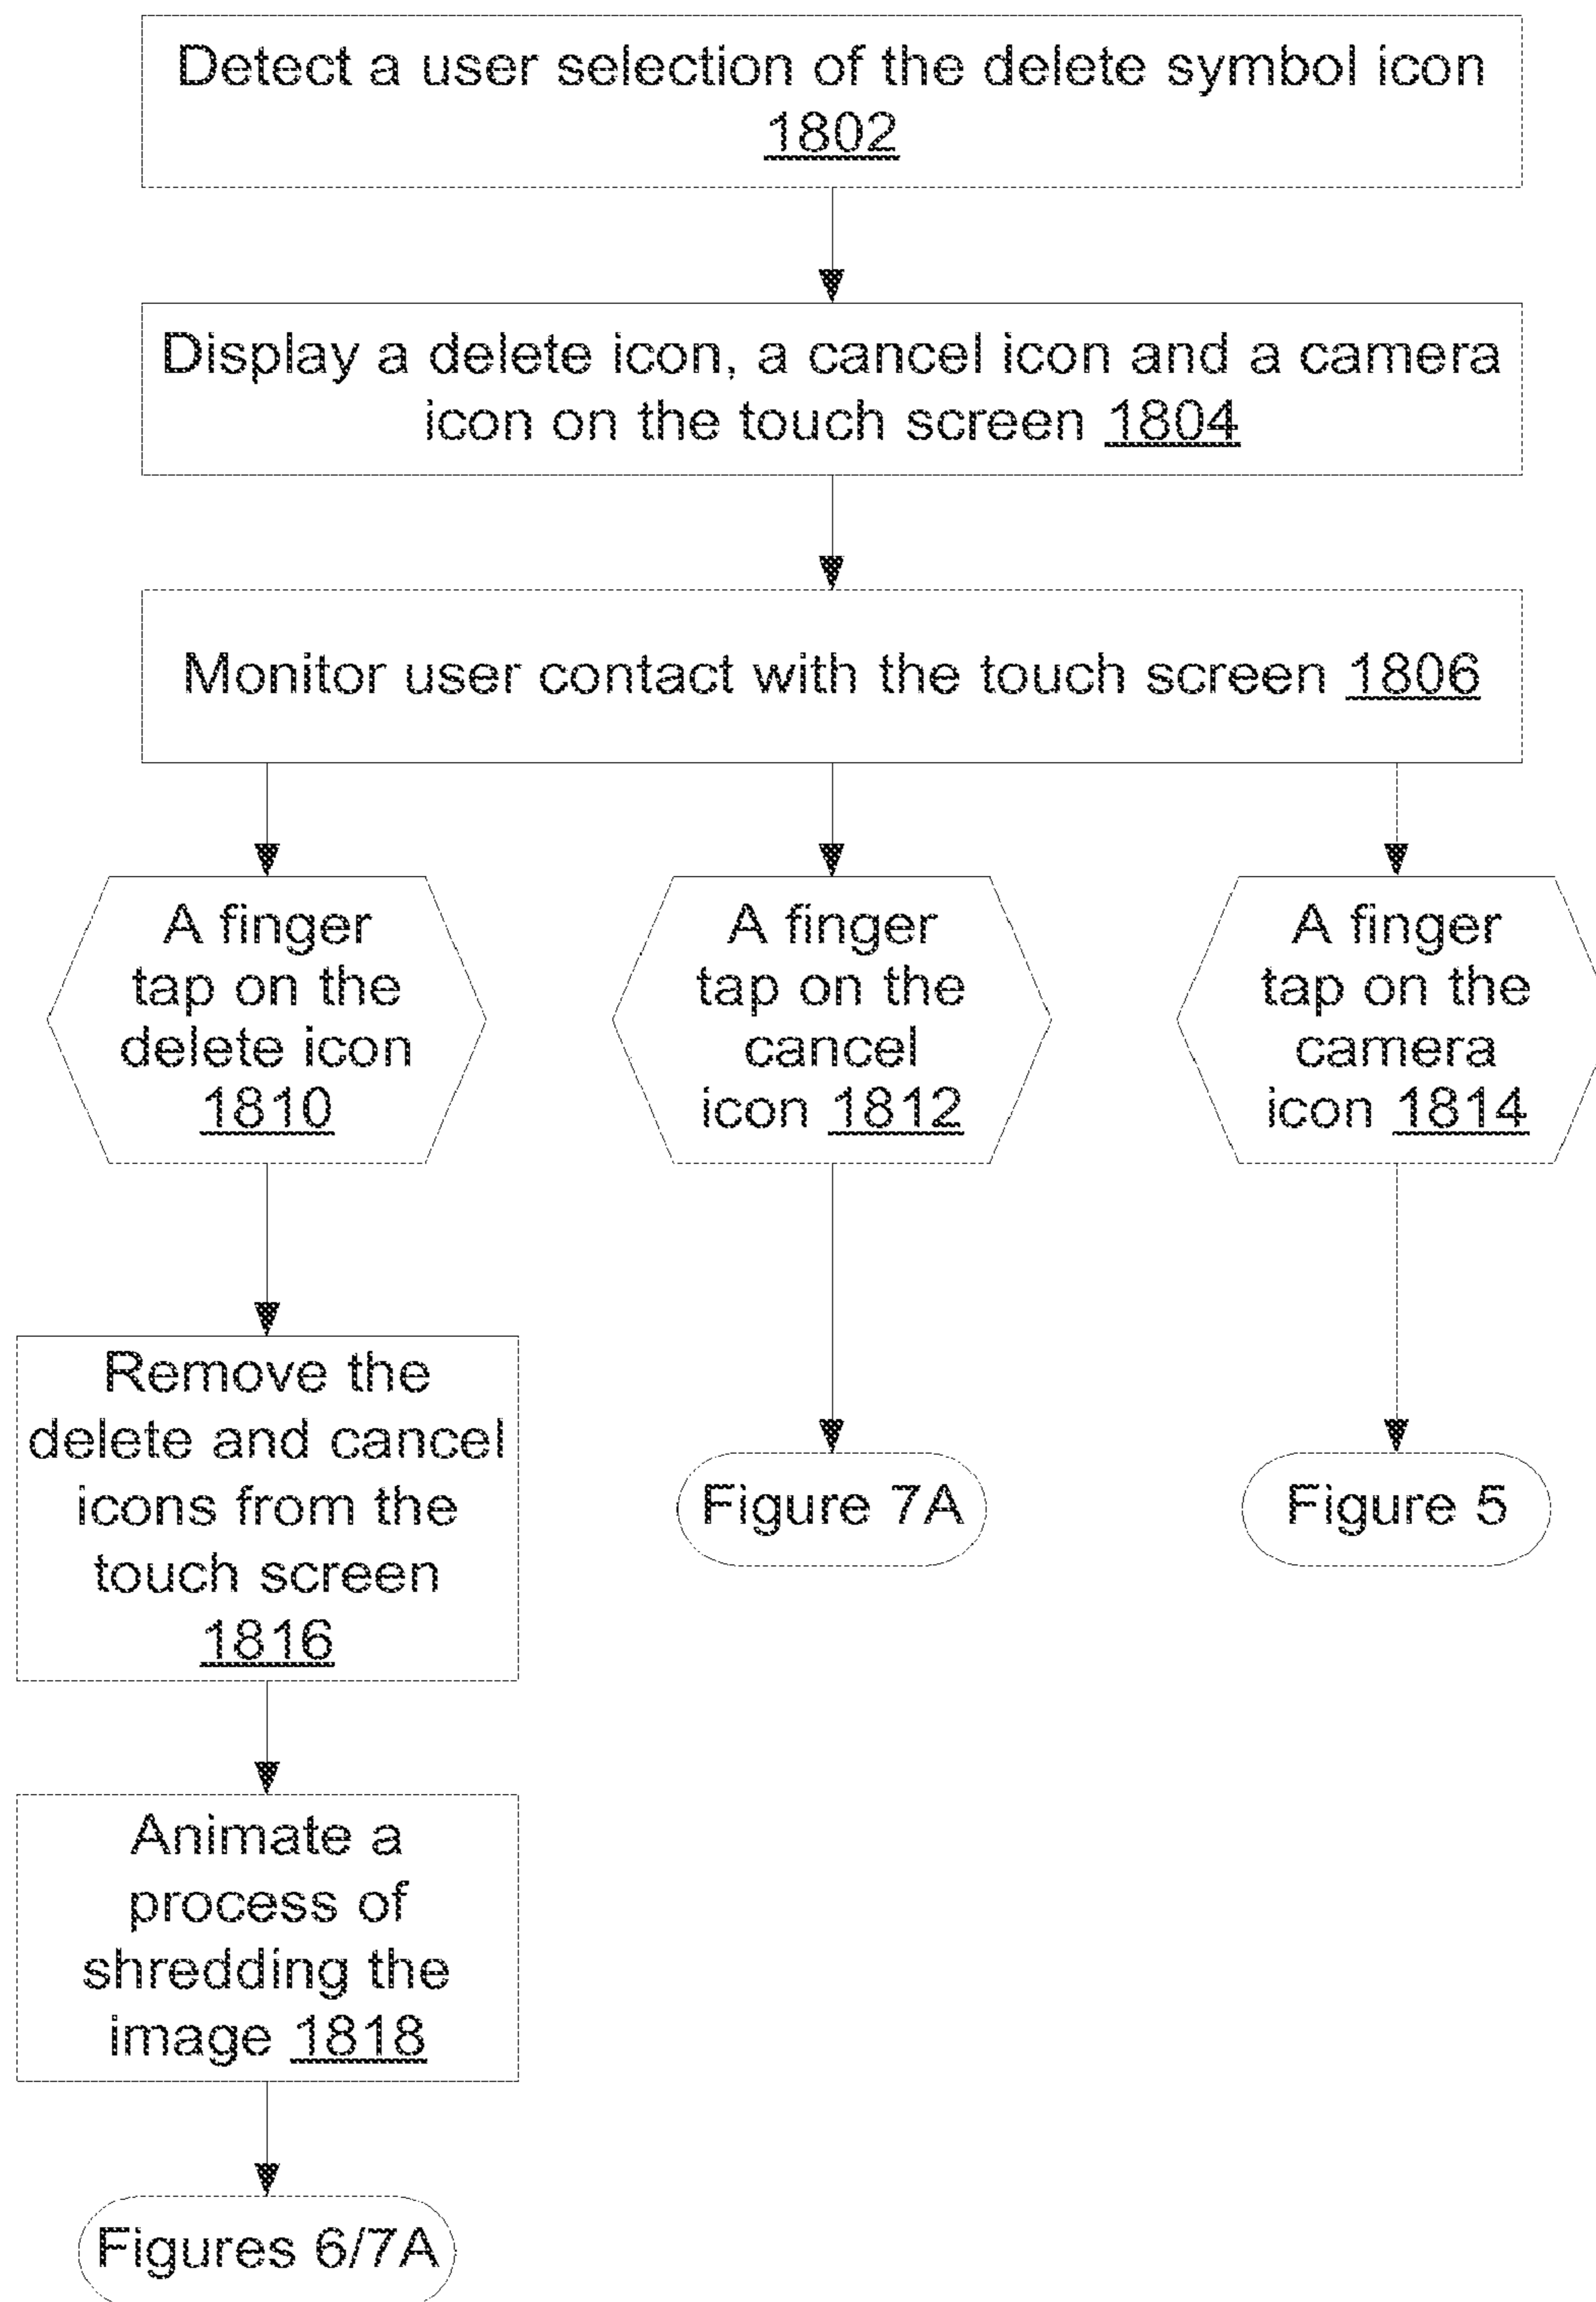 Detect a user selection of the delete symbol icon
1802
Display a delete icon, a cancel icon and a camera
icon on the touch screen 1804
Monitor user contact with the touch screen 1806
A finger
tap on the
delete icon
1810
A finger
tap on the
cancel
icon 1812
A finger
tap on the
camera
icon 1814
Remove the
delete and cancel
icons from the
touch screen
1816
Figure 7A
Figure 5
Animate a
process of
shredding the
image 1818
Figures 6/7A